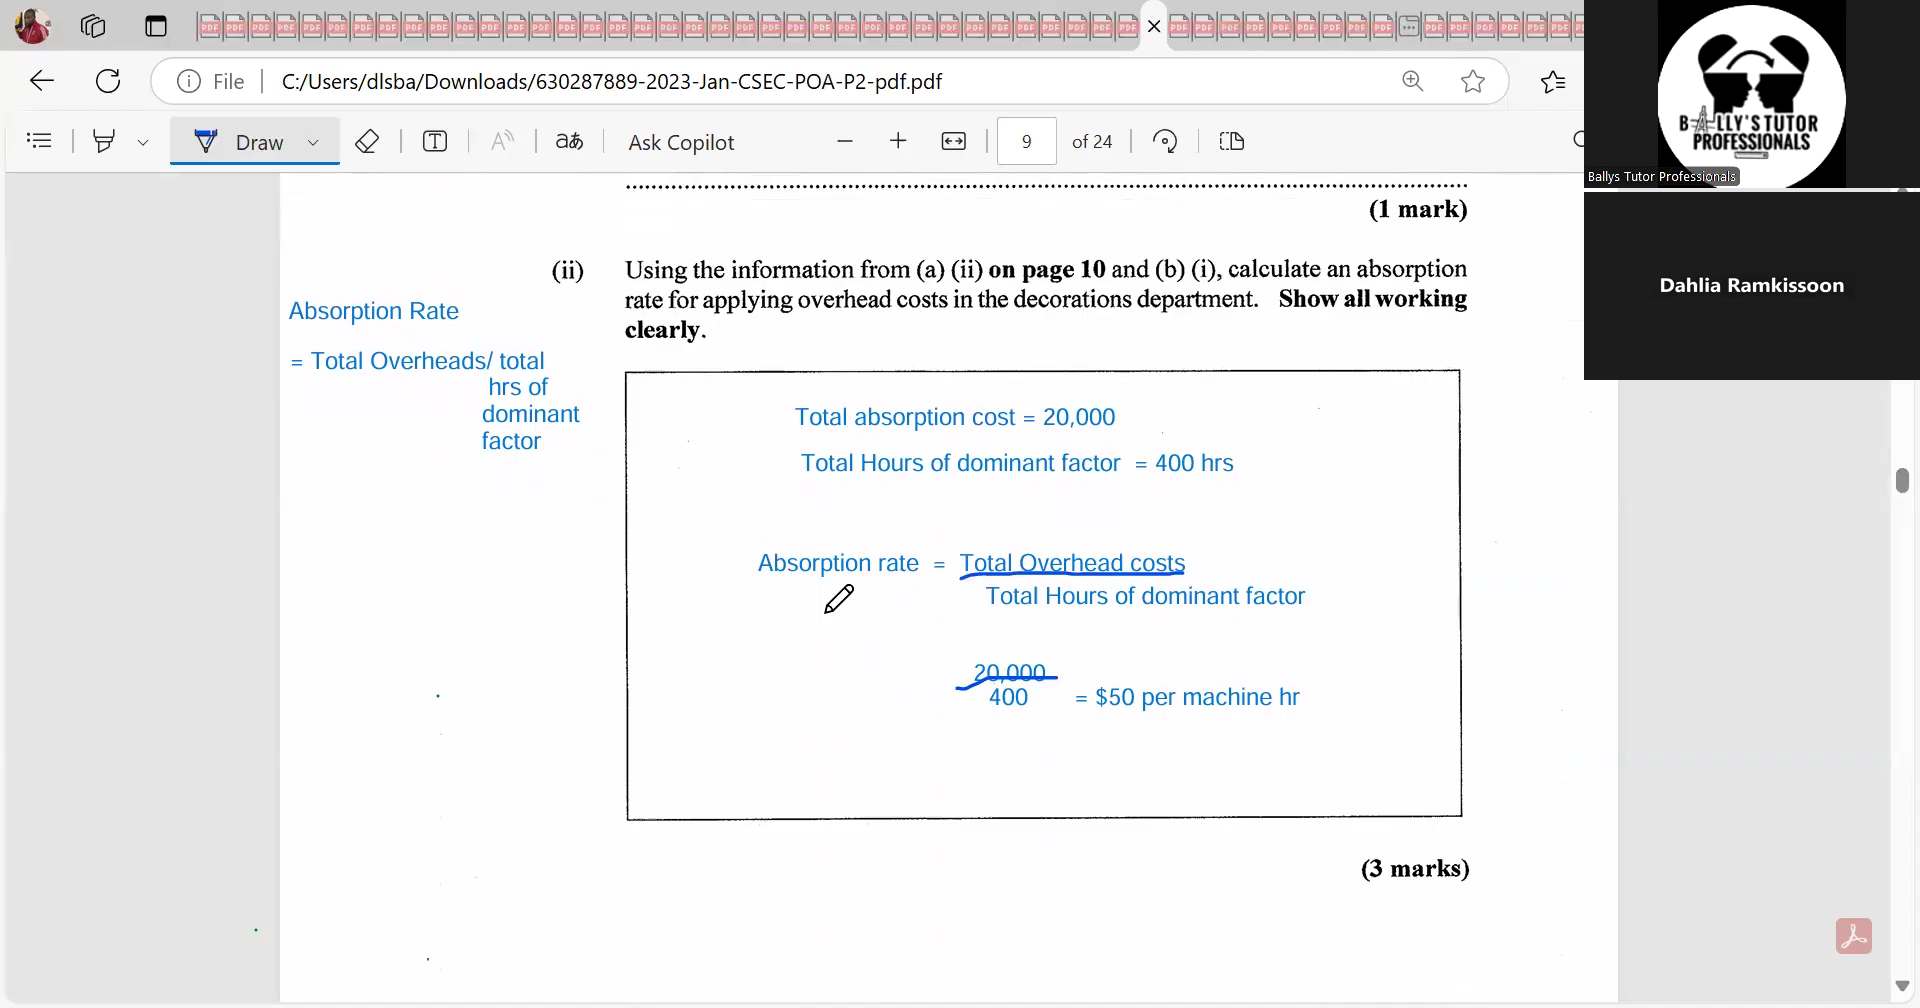 File
C:/Users/dlsba/Downloads/630287889-2023-Jan-CSEC-POA-P2-pdf.pdf
Draw
T
A
aあ
Ask Copilot
9
of 24
BALLY'S TUTOR
PROFESSIONALS
Ballys Tutor Professionals
Dahlia Ramkissoon
(1 mark)
(ii) Using the information from (a) (ii) on page 10 and (b) (i), calculate an absorption
rate for applying overhead costs in the decorations department. Show all working
clearly.
Absorption Rate
= Total Overheads/ total
hrs of
dominant
factor
Total absorption cost = 20,000
Total Hours of dominant factor = 400 hrs
Absorption rate = Total Overhead costs
Total Hours of dominant factor
20,000
400 = $50 per machine hr
(3 marks)